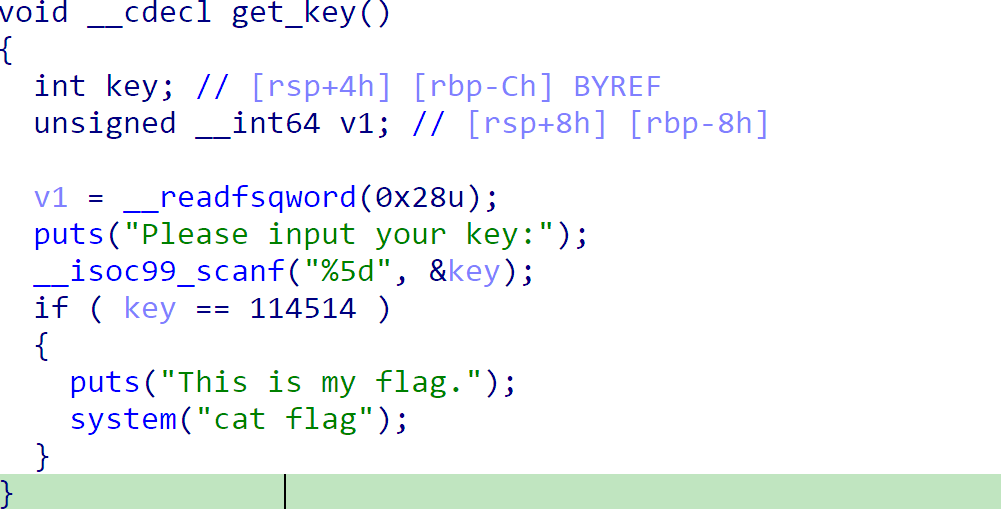 void __cdecl get_key()
{
  int key; // [rsp+4h] [rbp-Ch] BYREF
  unsigned __int64 v1; // [rsp+8h] [rbp-8h]

  v1 = __readfsqword(0x28u);
  puts("Please input your key:");
  __isoc99_scanf("%5d", &key);
  if ( key == 114514 )
  {
    puts("This is my flag.");
    system("cat flag");
  }
}